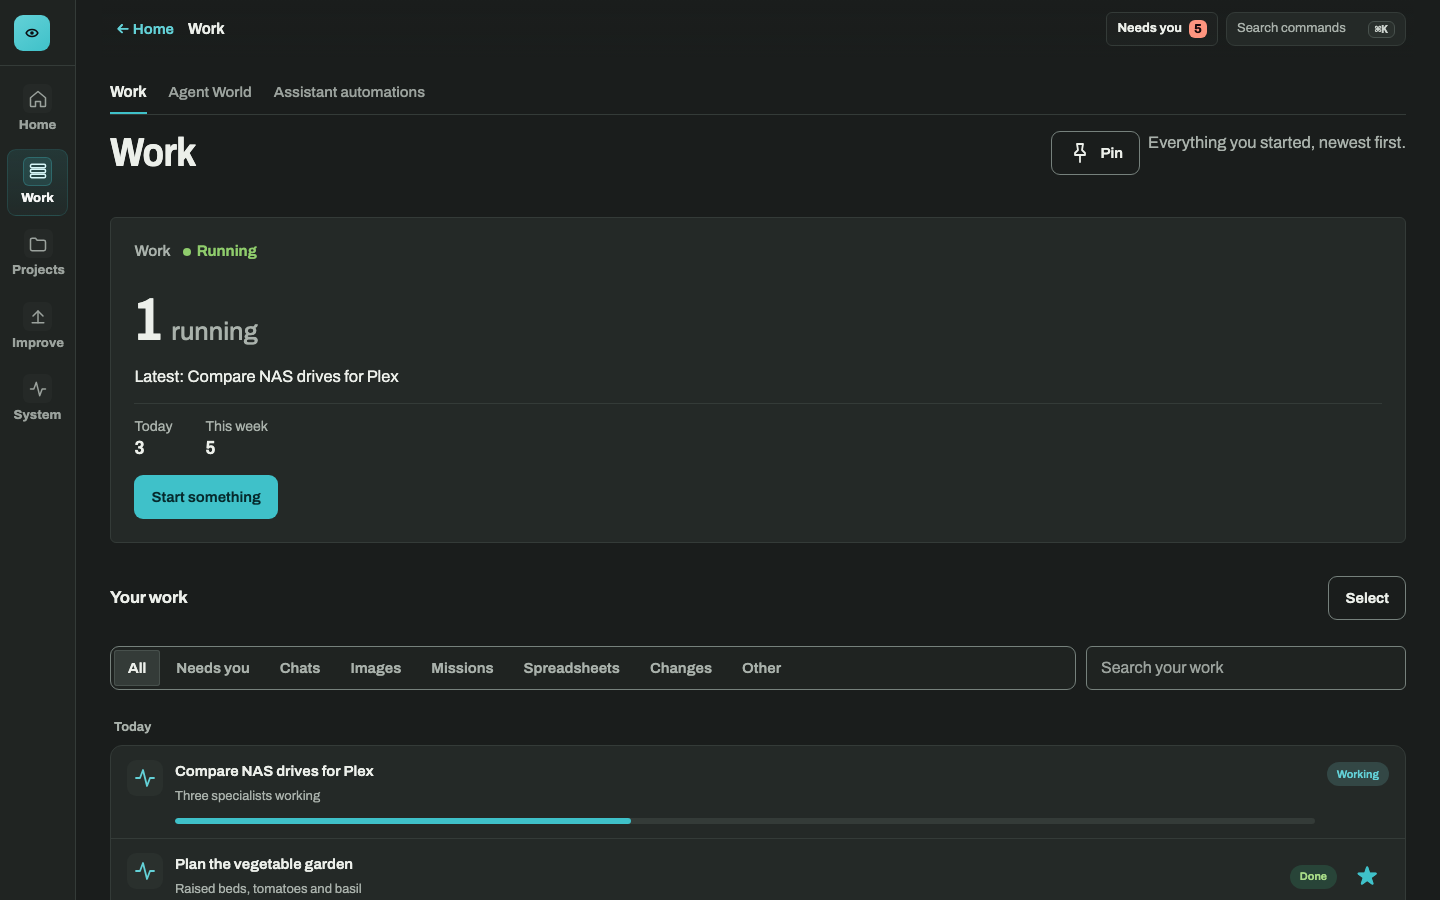 ← Home Work
Needs you 5
Search commands ⌘K
Home
Work
Projects
Improve
System
Work Agent World Assistant automations
Work
Pin
Everything you started, newest first.
Work Running
1 running
Latest: Compare NAS drives for Plex
Today This week
3 5
Start something
Your work
Select
All Needs you Chats Images Missions Spreadsheets Changes Other
Search your work
Today
Compare NAS drives for Plex
Three specialists working
Working
Plan the vegetable garden
Raised beds, tomatoes and basil
Done